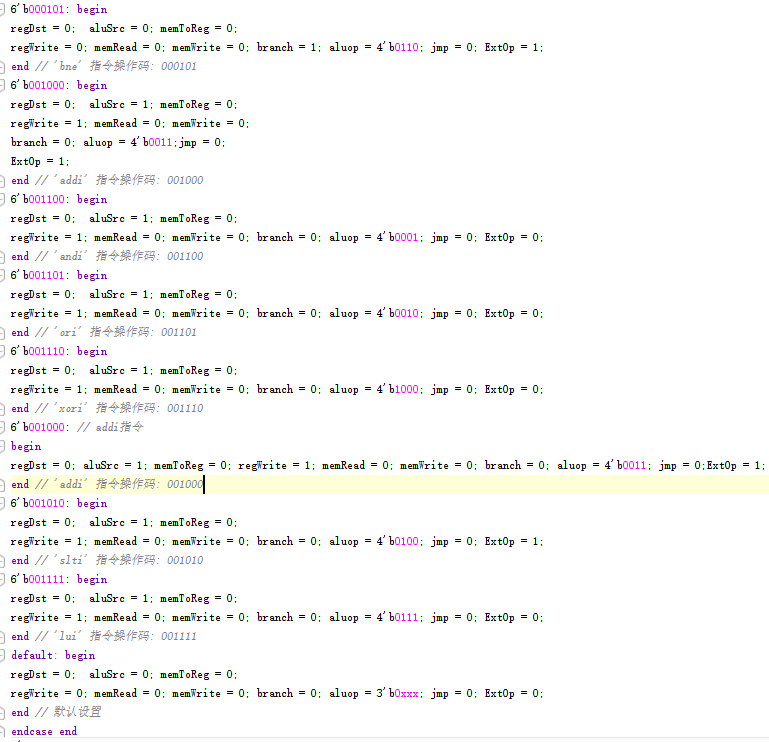 6'b000101: begin
regDst = 0;  aluSrc = 0; memToReg = 0;
regWrite = 0; memRead = 0; memWrite = 0; branch = 1; aluop = 4'b0110; jmp = 0; ExtOp = 1;
end // 'bne' 指令操作码: 000101
6'b001000: begin
regDst = 0;  aluSrc = 1; memToReg = 0;
regWrite = 1; memRead = 0; memWrite = 0;
branch = 0; aluop = 4'b0011;jmp = 0;
ExtOp = 1;
end // 'addi' 指令操作码: 001000
6'b001100: begin
regDst = 0;  aluSrc = 1; memToReg = 0;
regWrite = 1; memRead = 0; memWrite = 0; branch = 0; aluop = 4'b0001; jmp = 0; ExtOp = 0;
end // 'andi' 指令操作码: 001100
6'b001101: begin
regDst = 0;  aluSrc = 1; memToReg = 0;
regWrite = 1; memRead = 0; memWrite = 0; branch = 0; aluop = 4'b0010; jmp = 0; ExtOp = 0;
end // 'ori' 指令操作码: 001101
6'b001110: begin
regDst = 0;  aluSrc = 1; memToReg = 0;
regWrite = 1; memRead = 0; memWrite = 0; branch = 0; aluop = 4'b1000; jmp = 0; ExtOp = 0;
end // 'xori' 指令操作码: 001110
6'b001000: // addi指令
begin
regDst = 0; aluSrc = 1; memToReg = 0; regWrite = 1; memRead = 0; memWrite = 0; branch = 0; aluop = 4'b0011; jmp = 0;ExtOp = 1;
end // 'addi' 指令操作码: 001000
6'b001010: begin
regDst = 0;  aluSrc = 1; memToReg = 0;
regWrite = 1; memRead = 0; memWrite = 0; branch = 0; aluop = 4'b0100; jmp = 0; ExtOp = 1;
end // 'slti' 指令操作码: 001010
6'b001111: begin
regDst = 0;  aluSrc = 1; memToReg = 0;
regWrite = 1; memRead = 0; memWrite = 0; branch = 0; aluop = 4'b0111; jmp = 0; ExtOp = 0;
end // 'lui' 指令操作码: 001111
default: begin
regDst = 0;  aluSrc = 0; memToReg = 0;
regWrite = 0; memRead = 0; memWrite = 0; branch = 0; aluop = 3'b0xxx; jmp = 0; ExtOp = 0;
end // 默认设置
endcase end